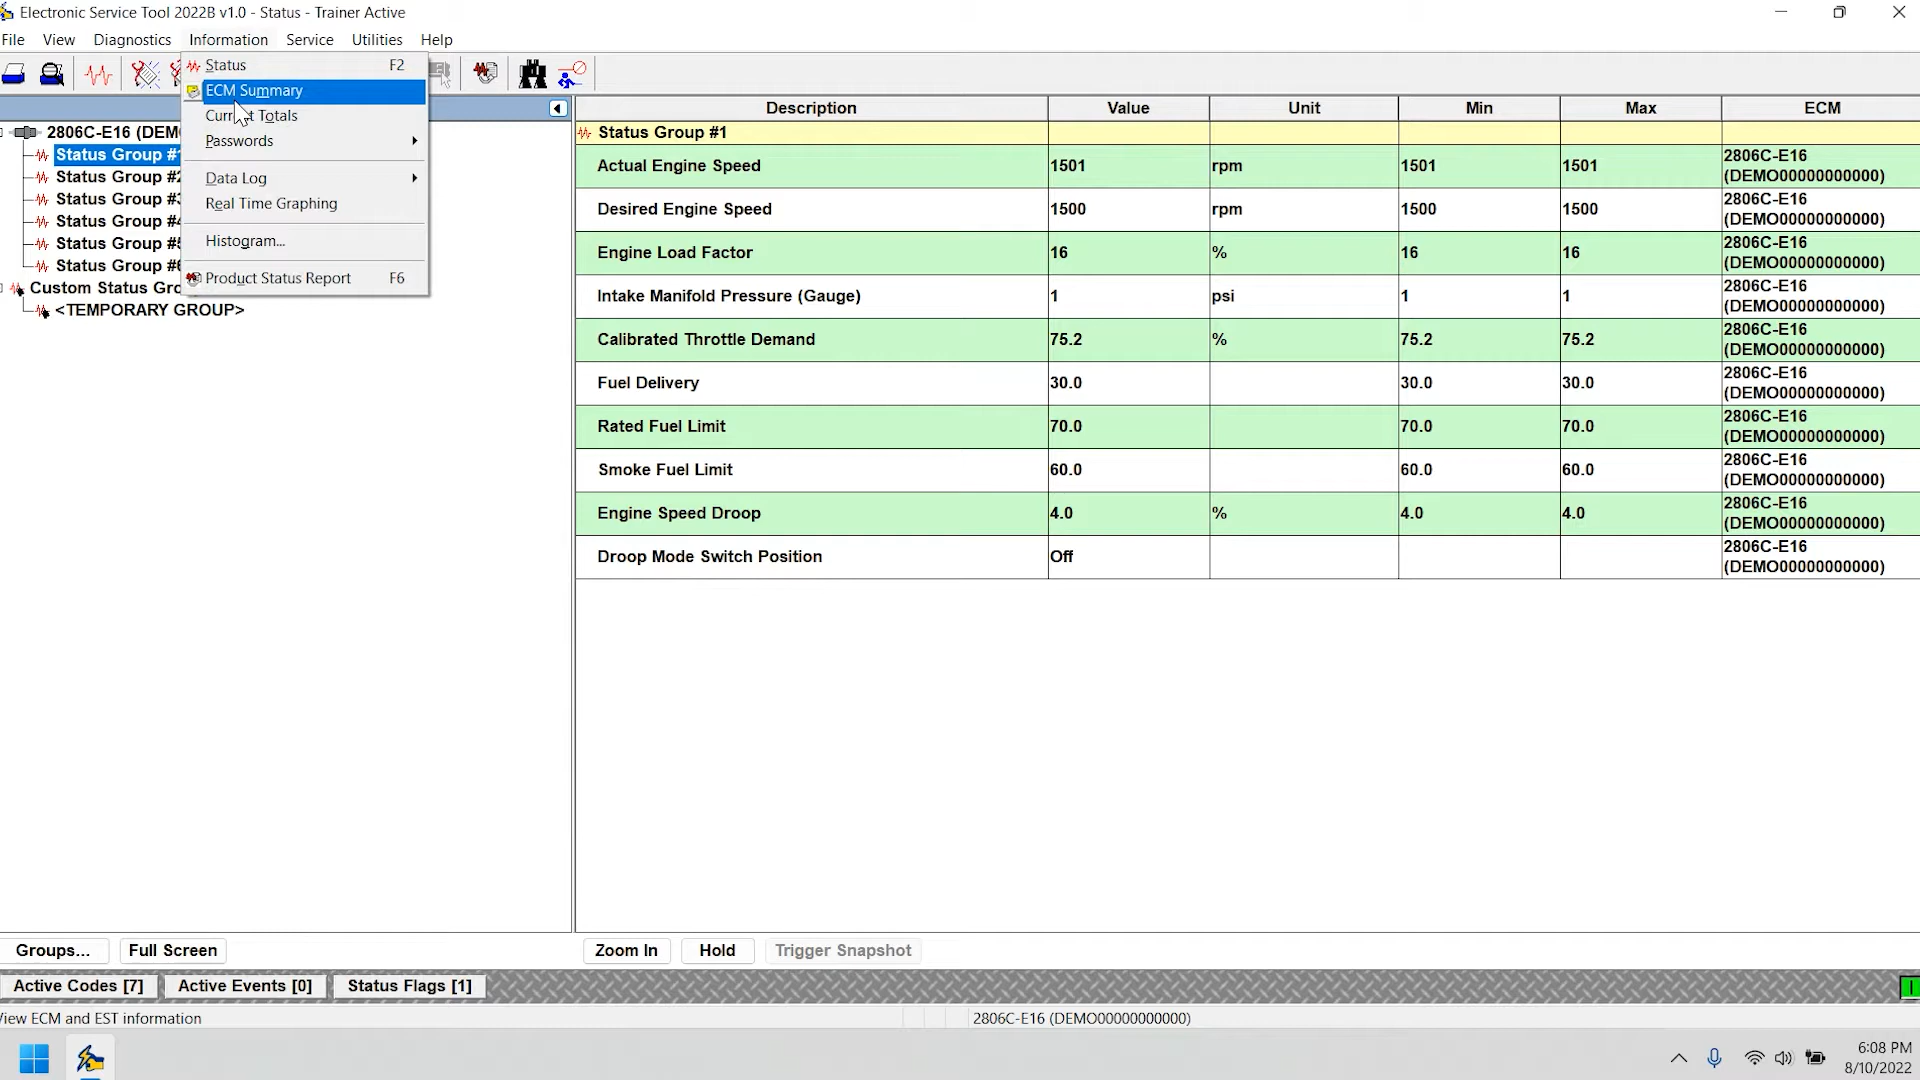 Electronic Service Tool 2022B v1.0 - Status - Trainer Active
File View Diagnostics Information Service Utilities Help
Status F2
ECM Summary
Totals
Passwords
Data Log
Real Time Graphing
Histogram...
Product Status Report F6
2806C-E16 (DEM
Status Group #1
Status Group #2
Status Group #3
Status Group #4
Status Group #5
Status Group #6
Custom Status Gro
<TEMPORARY GROUP>
Description Value Unit Min Max ECM
Status Group #1
Actual Engine Speed 1501 rpm 1501 1501 2806C-E16
(DEMO00000000000)
Desired Engine Speed 1500 rpm 1500 1500 2806C-E16
(DEMO00000000000)
Engine Load Factor 16 % 16 16 2806C-E16
(DEMO00000000000)
Intake Manifold Pressure (Gauge) 1 psi 1 1 2806C-E16
(DEMO00000000000)
Calibrated Throttle Demand 75.2 % 75.2 75.2 2806C-E16
(DEMO00000000000)
Fuel Delivery 30.0 30.0 30.0 2806C-E16
(DEMO00000000000)
Rated Fuel Limit 70.0 70.0 70.0 2806C-E16
(DEMO00000000000)
Smoke Fuel Limit 60.0 60.0 60.0 2806C-E16
(DEMO00000000000)
Engine Speed Droop 4.0 % 4.0 4.0 2806C-E16
(DEMO00000000000)
Droop Mode Switch Position Off 2806C-E16
(DEMO00000000000)
Groups... Full Screen Zoom In Hold Trigger Snapshot
Active Codes [7] Active Events [0] Status Flags [1]
iew ECM and EST information 2806C-E16 (DEMO00000000000)
6:08 PM
8/10/2022